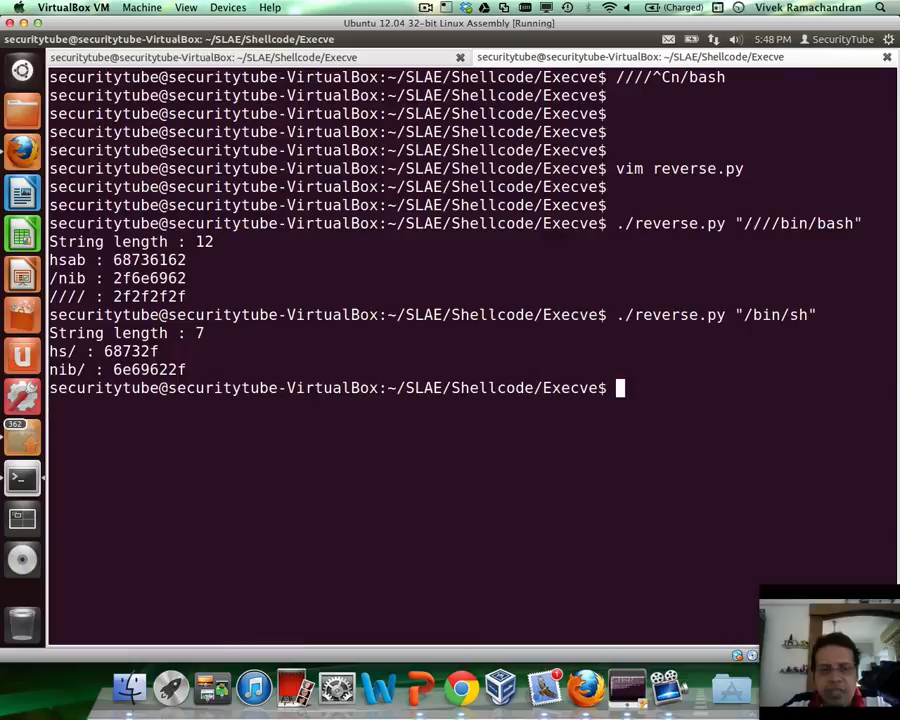 VirtualBox VM Machine View Devices Help (Charged) Vivek Ramachandran
Ubuntu 12.04 32-bit Linux Assembly [Running]
securitytube@securitytube-VirtualBox: ~/SLAE/Shellcode/Execve 5:48 PM SecurityTube
securitytube@securitytube-VirtualBox: ~/SLAE/Shellcode/Execve securitytube@securitytube-VirtualBox: ~/SLAE/Shellcode/Execve
securitytube@securitytube-VirtualBox:~/SLAE/Shellcode/Execve$ ////^Cn/bash
securitytube@securitytube-VirtualBox:~/SLAE/Shellcode/Execve$
securitytube@securitytube-VirtualBox:~/SLAE/Shellcode/Execve$
securitytube@securitytube-VirtualBox:~/SLAE/Shellcode/Execve$
securitytube@securitytube-VirtualBox:~/SLAE/Shellcode/Execve$
securitytube@securitytube-VirtualBox:~/SLAE/Shellcode/Execve$ vim reverse.py
securitytube@securitytube-VirtualBox:~/SLAE/Shellcode/Execve$
securitytube@securitytube-VirtualBox:~/SLAE/Shellcode/Execve$
securitytube@securitytube-VirtualBox:~/SLAE/Shellcode/Execve$ ./reverse.py "////bin/bash"
String length : 12
hsab : 68736162
/nib : 2f6e6962
//// : 2f2f2f2f
securitytube@securitytube-VirtualBox:~/SLAE/Shellcode/Execve$ ./reverse.py "/bin/sh"
String length : 7
hs/ : 68732f
nib/ : 6e69622f
securitytube@securitytube-VirtualBox:~/SLAE/Shellcode/Execve$
362